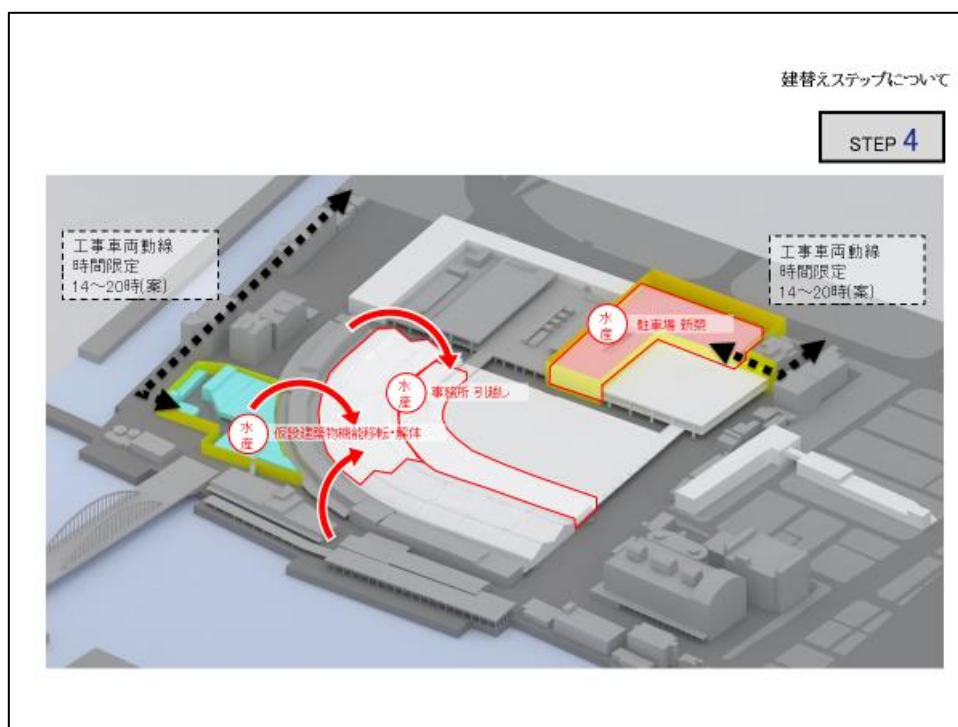 建替えステップについて
STEP 4
工事車両動線
時間限定
14～20時(案)
工事車両動線
時間限定
14～20時(案)
水産
駐車場 新築
水産
事務所 引越し
水産
仮設建築物機能移転・解体